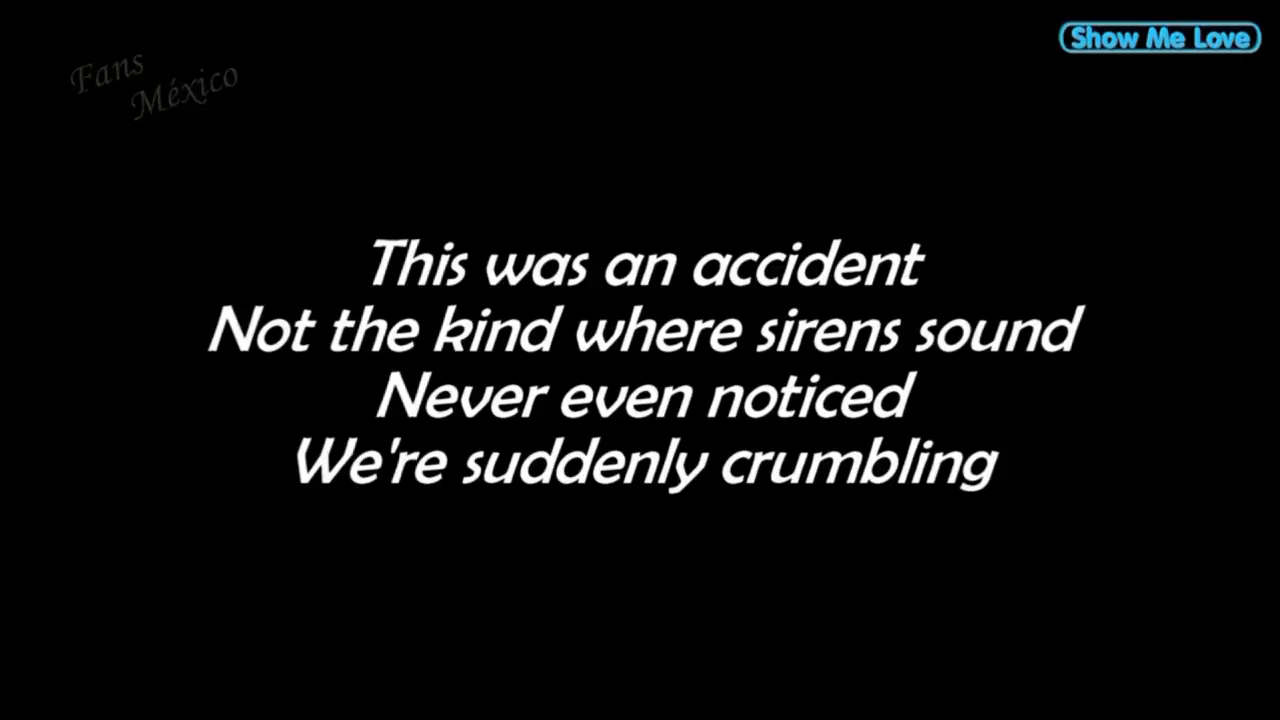 Fans
México
Show Me Love
This was an accident
Not the kind where sirens sound
Never even noticed
We're suddenly crumbling